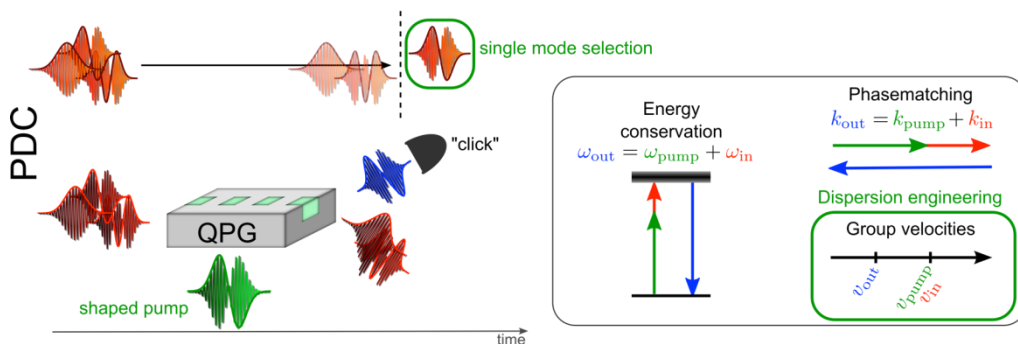 PDC
single mode selection
"click"
QPG
shaped pump
time
Energy
conservation
ω_out = ω_pump + ω_in
Phasematching
k_out = k_pump + k_in
Dispersion engineering
Group velocities
v_out
v_pump
v_in